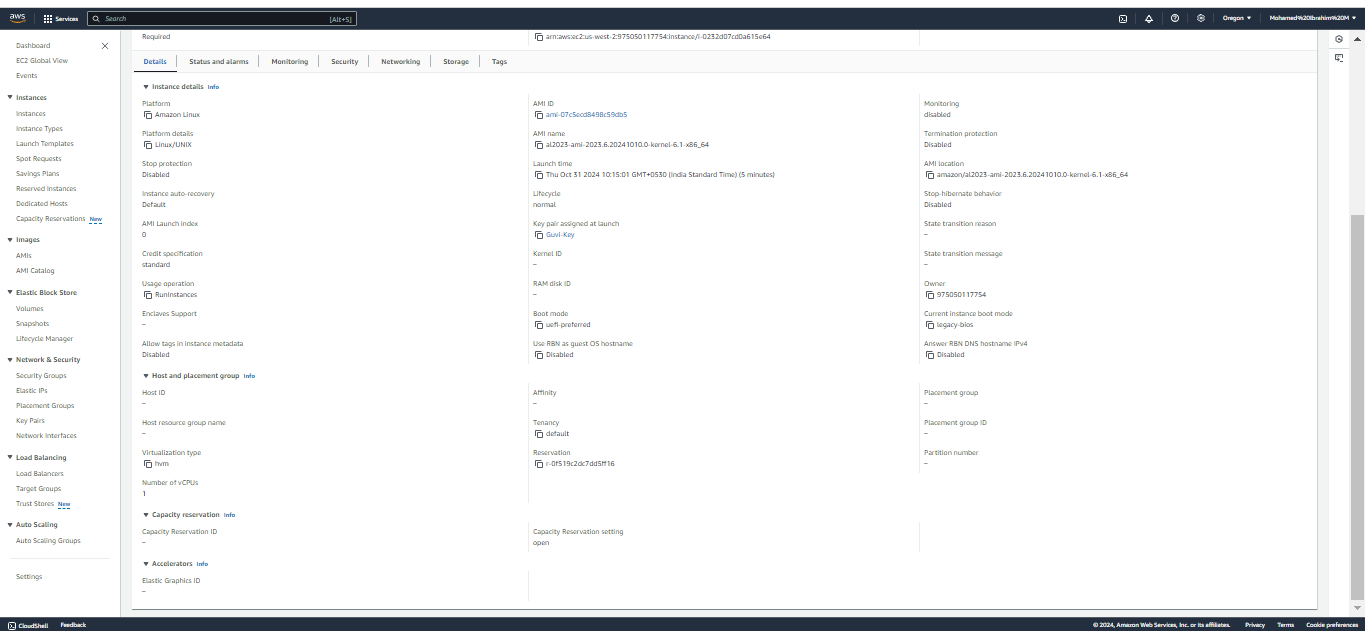 aws Services Search [Alt+S] Oregon Mohamed%20Ibrahim%20M
Dashboard
EC2 Global View
Events
Instances
Instances
Instance Types
Launch Templates
Spot Requests
Savings Plans
Reserved Instances
Dedicated Hosts
Capacity Reservations New
Images
AMIs
AMI Catalog
Elastic Block Store
Volumes
Snapshots
Lifecycle Manager
Network & Security
Security Groups
Elastic IPs
Placement Groups
Key Pairs
Network Interfaces
Load Balancing
Load Balancers
Target Groups
Trust Stores New
Auto Scaling
Auto Scaling Groups
Settings
Required arn:aws:ec2:us-west-2:975050117754:instance/i-0232d07cd0a615e64
Details Status and alarms Monitoring Security Networking Storage Tags
Instance details Info
Platform AMI ID Monitoring
Amazon Linux ami-07c5ecd8498c59db5 disabled
Platform details AMI name Termination protection
Linux/UNIX al2023-ami-2023.6.20241010.0-kernel-6.1-x86_64 Disabled
Stop protection Launch time AMI location
Disabled Thu Oct 31 2024 10:15:01 GMT+0530 (India Standard Time) (5 minutes) amazon/al2023-ami-2023.6.20241010.0-kernel-6.1-x86_64
Instance auto-recovery Lifecycle Stop-hibernate behavior
Default normal Disabled
AMI Launch index Key pair assigned at launch State transition reason
0 Guvi-Key –
Credit specification Kernel ID State transition message
standard – –
Usage operation RAM disk ID Owner
RunInstances – 975050117754
Enclaves Support Boot mode Current instance boot mode
– uefi-preferred legacy-bios
Allow tags in instance metadata Use RBN as guest OS hostname Answer RBN DNS hostname IPv4
Disabled Disabled Disabled
Host and placement group Info
Host ID Affinity Placement group
– – –
Host resource group name Tenancy Placement group ID
– default –
Virtualization type Reservation Partition number
hvm r-0f519c2dc7dd5ff16 –
Number of vCPUs
1
Capacity reservation Info
Capacity Reservation ID Capacity Reservation setting
– open
Accelerators Info
Elastic Graphics ID
–
CloudShell Feedback © 2024, Amazon Web Services, Inc. or its affiliates. Privacy Terms Cookie preferences